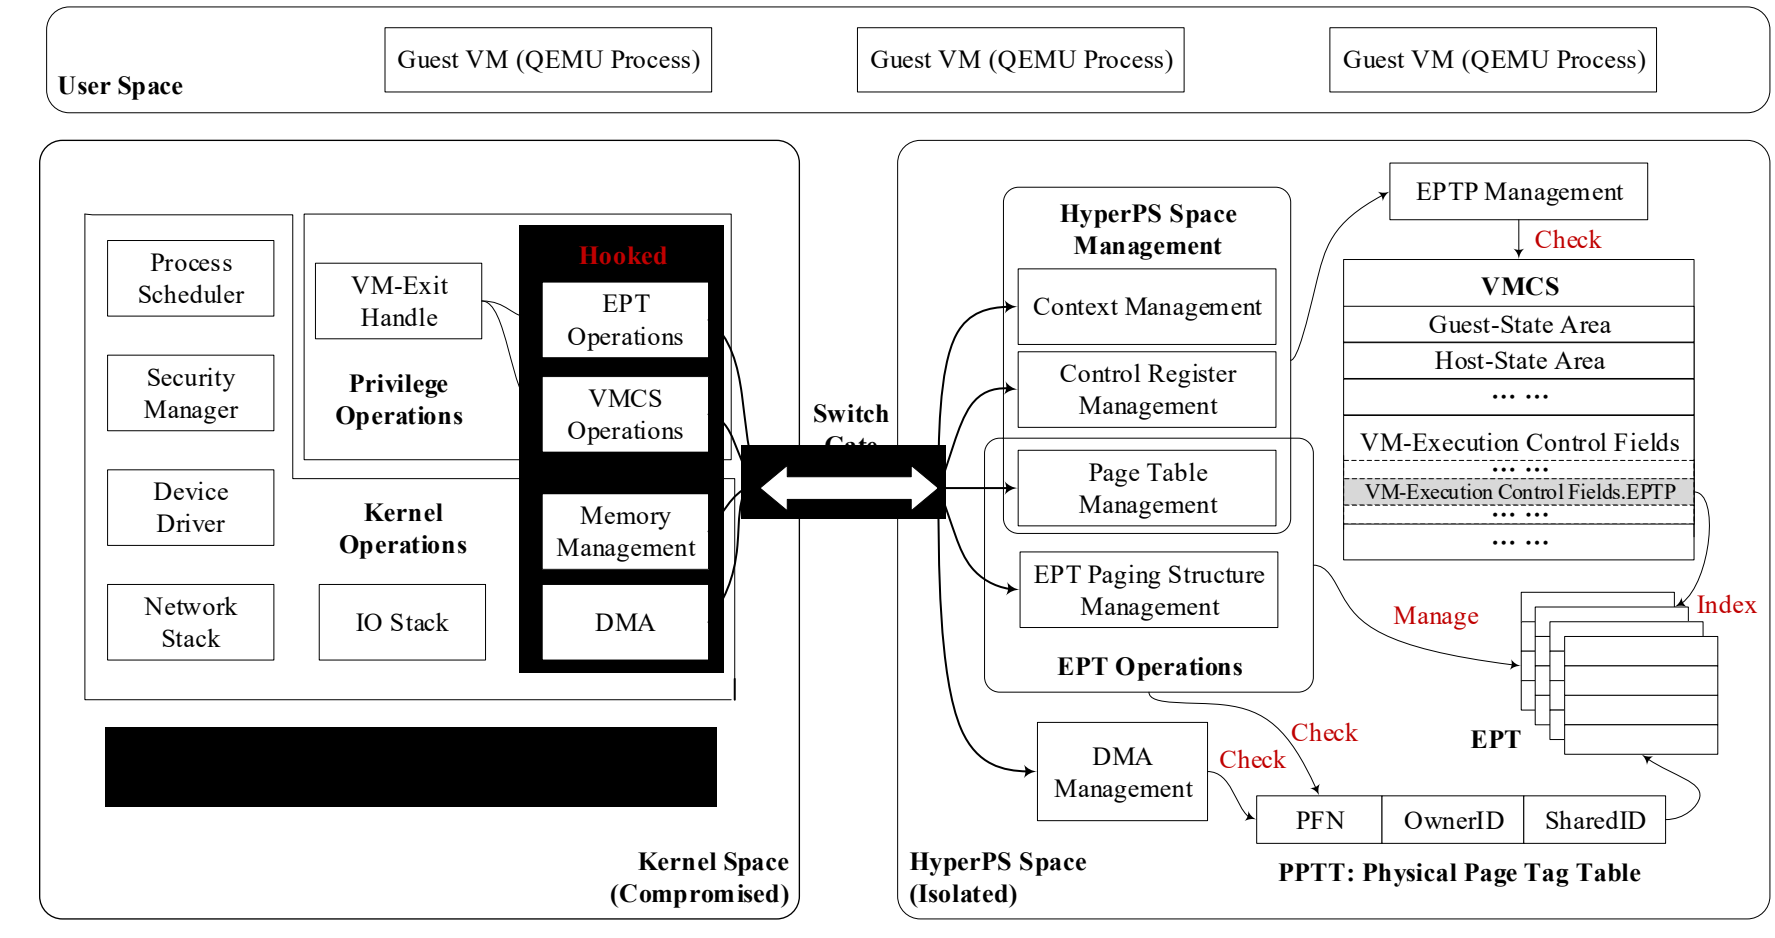 Guest VM (QEMU Process)
Guest VM (QEMU Process)
Guest VM (QEMU Process)
User Space
Process
Scheduler
Security
Manager
Device
Driver
Network
Stack
VM-Exit
Handle
Privilege
Operations
Kernel
Operations
IO Stack
Hooked
EPT
Operations
VMCS
Operations
Memory
Management
DMA
Kernel Space
(Compromised)
Switch
Gate
HyperPS Space
Management
Context Management
Control Register
Management
Page Table
Management
EPT Paging Structure
Management
EPT Operations
DMA
Management
HyperPS Space
(Isolated)
EPTP Management
Check
VMCS
Guest-State Area
Host-State Area
... ...
VM-Execution Control Fields
... ...
VM-Execution Control Fields.EPTP
... ...
... ...
Index
Manage
EPT
Check
Check
PFN
OwnerID
SharedID
PPTT: Physical Page Tag Table